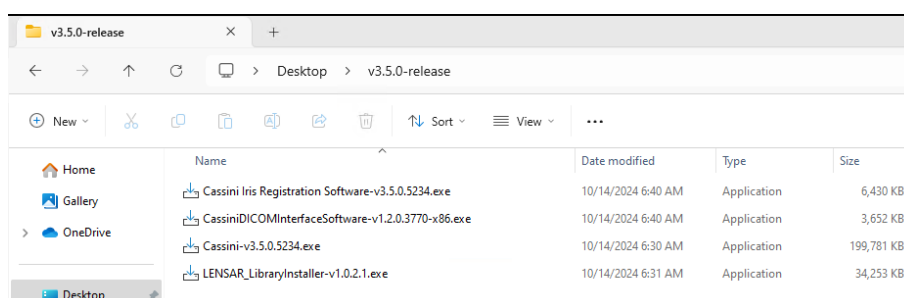 v3.5.0-release
Desktop > v3.5.0-release
New Sort View ...
Home
Gallery
OneDrive
Desktop
Name Date modified Type Size
Cassini Iris Registration Software-v3.5.0.5234.exe 10/14/2024 6:40 AM Application 6,430 KB
CassiniDICOMInterfaceSoftware-v1.2.0.3770-x86.exe 10/14/2024 6:40 AM Application 3,652 KB
Cassini-v3.5.0.5234.exe 10/14/2024 6:30 AM Application 199,781 KB
LENSAR_LibraryInstaller-v1.0.2.1.exe 10/14/2024 6:31 AM Application 34,253 KB